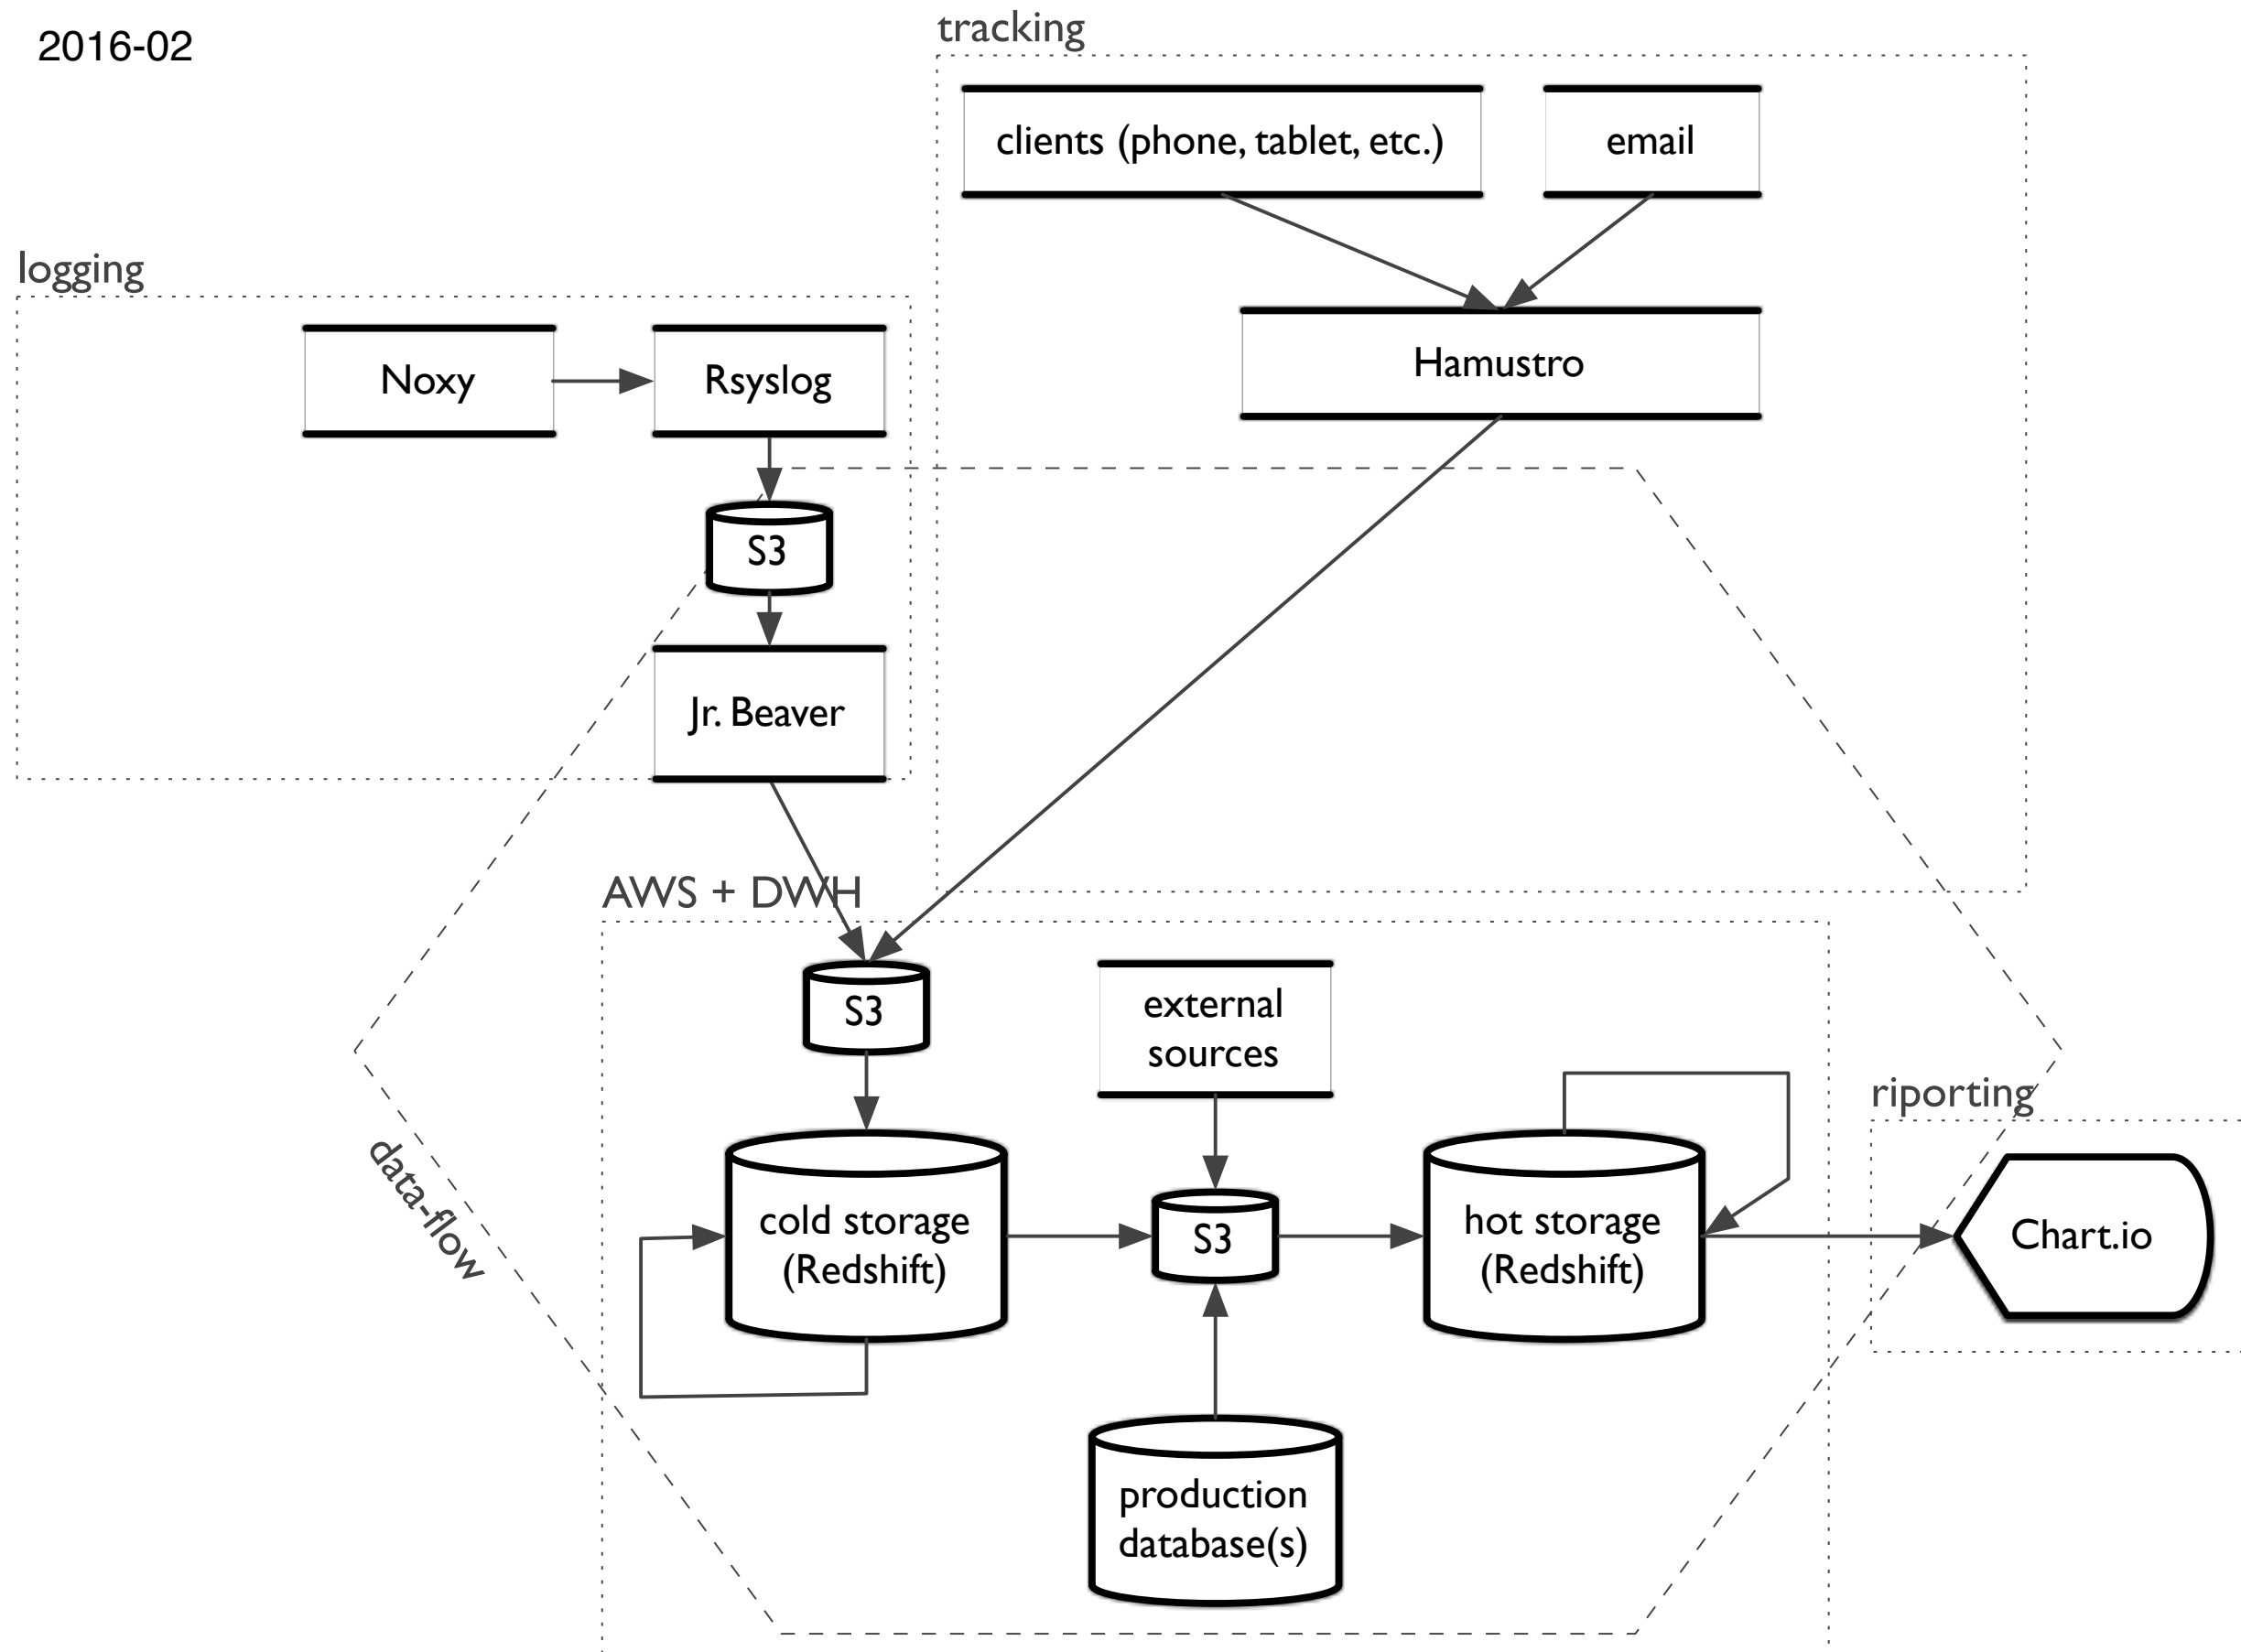 2016-02
tracking
clients (phone, tablet, etc.)
email
logging
Noxy
Rsyslog
Hamustro
S3
Jr. Beaver
AWS + DWH
S3
external
sources
riporting
data-flow
cold storage
(Redshift)
S3
hot storage
(Redshift)
Chart.io
production
database(s)